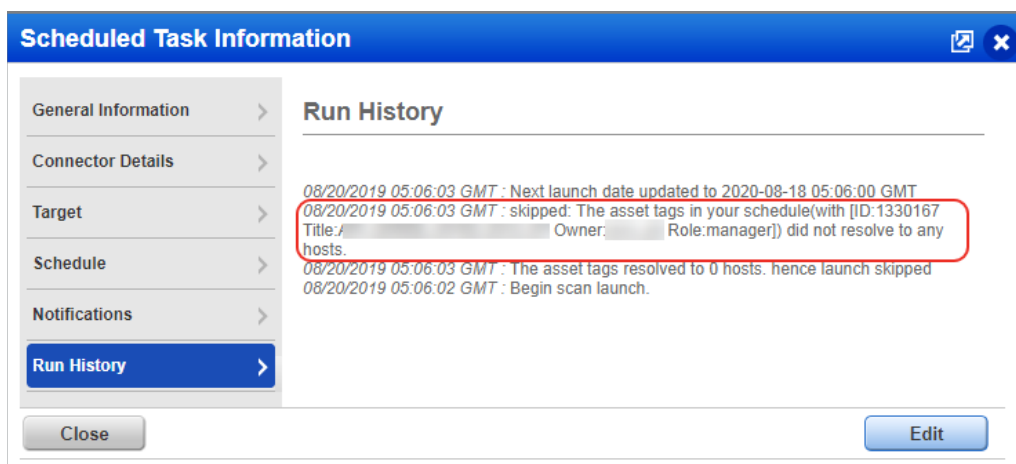 Scheduled Task Information
General Information
Connector Details
Target
Schedule
Notifications
Run History
Run History
08/20/2019 05:06:03 GMT : Next launch date updated to 2020-08-18 05:06:00 GMT
08/20/2019 05:06:03 GMT : skipped: The asset tags in your schedule(with [ID:1330167
Title: Owner: Role:manager]) did not resolve to any
hosts.
08/20/2019 05:06:03 GMT : The asset tags resolved to 0 hosts. hence launch skipped
08/20/2019 05:06:02 GMT : Begin scan launch.
Close
Edit